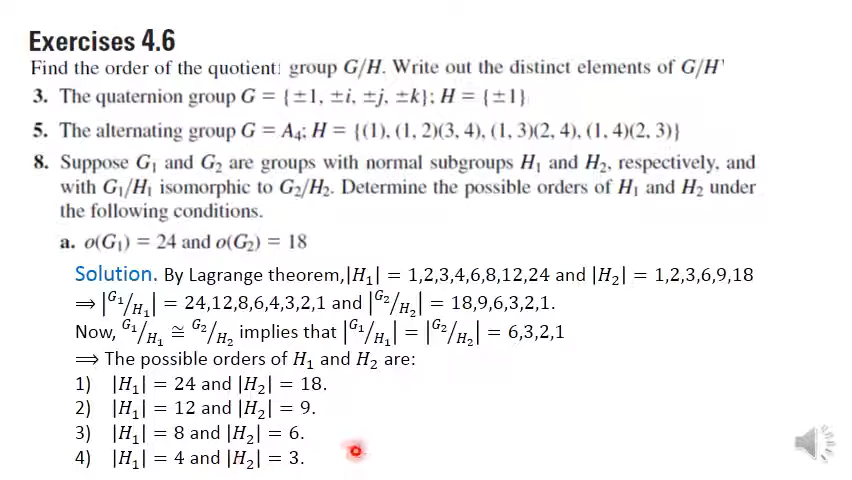 Exercises 4.6
Find the order of the quotient group G/H. Write out the distinct elements of G/H
3. The quaternion group G = {±1, ±i, ±j, ±k}; H = {±1}
5. The alternating group G = A₄; H = {(1), (1, 2)(3, 4), (1, 3)(2, 4), (1, 4)(2, 3)}
8. Suppose G₁ and G₂ are groups with normal subgroups H₁ and H₂, respectively, and
with G₁/H₁ isomorphic to G₂/H₂. Determine the possible orders of H₁ and H₂ under
the following conditions.
a. o(G₁) = 24 and o(G₂) = 18
Solution. By Lagrange theorem,|H₁| = 1,2,3,4,6,8,12,24 and |H₂| = 1,2,3,6,9,18
⟹ |G₁/H₁| = 24,12,8,6,4,3,2,1 and |G₂/H₂| = 18,9,6,3,2,1.
Now, G₁/H₁ ≅ G₂/H₂ implies that |G₁/H₁| = |G₂/H₂| = 6,3,2,1
⟹ The possible orders of H₁ and H₂ are:
1) |H₁| = 24 and |H₂| = 18.
2) |H₁| = 12 and |H₂| = 9.
3) |H₁| = 8 and |H₂| = 6.
4) |H₁| = 4 and |H₂| = 3.